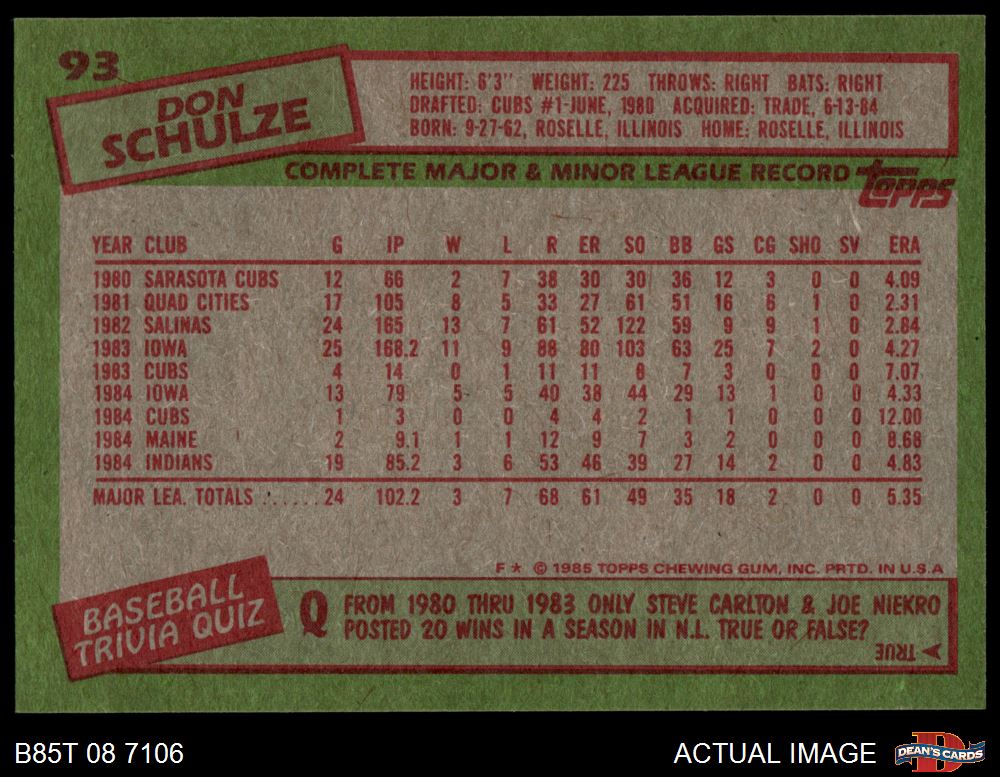 93
DON
SCHULZE
HEIGHT: 6'3" WEIGHT: 225 THROWS: RIGHT BATS: RIGHT
DRAFTED: CUBS #1-JUNE, 1980 ACQUIRED: TRADE, 6-13-84
BORN: 9-27-62, ROSELLE, ILLINOIS HOME: ROSELLE, ILLINOIS
COMPLETE MAJOR & MINOR LEAGUE RECORD topps
YEAR CLUB G IP W L R ER SO BB GS CG SHO SV ERA
1980 SARASOTA CUBS 12 66 2 7 38 30 30 36 12 3 0 0 4.09
1981 QUAD CITIES 17 105 8 5 33 27 61 51 16 6 1 0 2.31
1982 SALINAS 24 165 13 7 61 52 122 59 9 9 1 0 2.84
1983 IOWA 25 168.2 11 9 88 80 103 63 25 7 2 0 4.27
1983 CUBS 4 14 0 1 11 11 8 7 3 0 0 0 7.07
1984 IOWA 13 79 5 5 40 38 44 29 13 1 0 0 4.33
1984 CUBS 1 3 0 0 4 4 2 1 1 0 0 0 12.00
1984 MAINE 2 9.1 1 1 12 9 7 3 2 0 0 0 8.68
1984 INDIANS 19 85.2 3 6 53 46 39 27 14 2 0 0 4.83
MAJOR LEA. TOTALS ....... 24 102.2 3 7 68 61 49 35 18 2 0 0 5.35
F ★ © 1985 TOPPS CHEWING GUM, INC. PRTD. IN U.S.A
BASEBALL
TRIVIA QUIZ
Q FROM 1980 THRU 1983 ONLY STEVE CARLTON & JOE NIEKRO
POSTED 20 WINS IN A SEASON IN N.L. TRUE OR FALSE?
TRUE
B85T 08 7106
ACTUAL IMAGE
DEAN'S CARDS